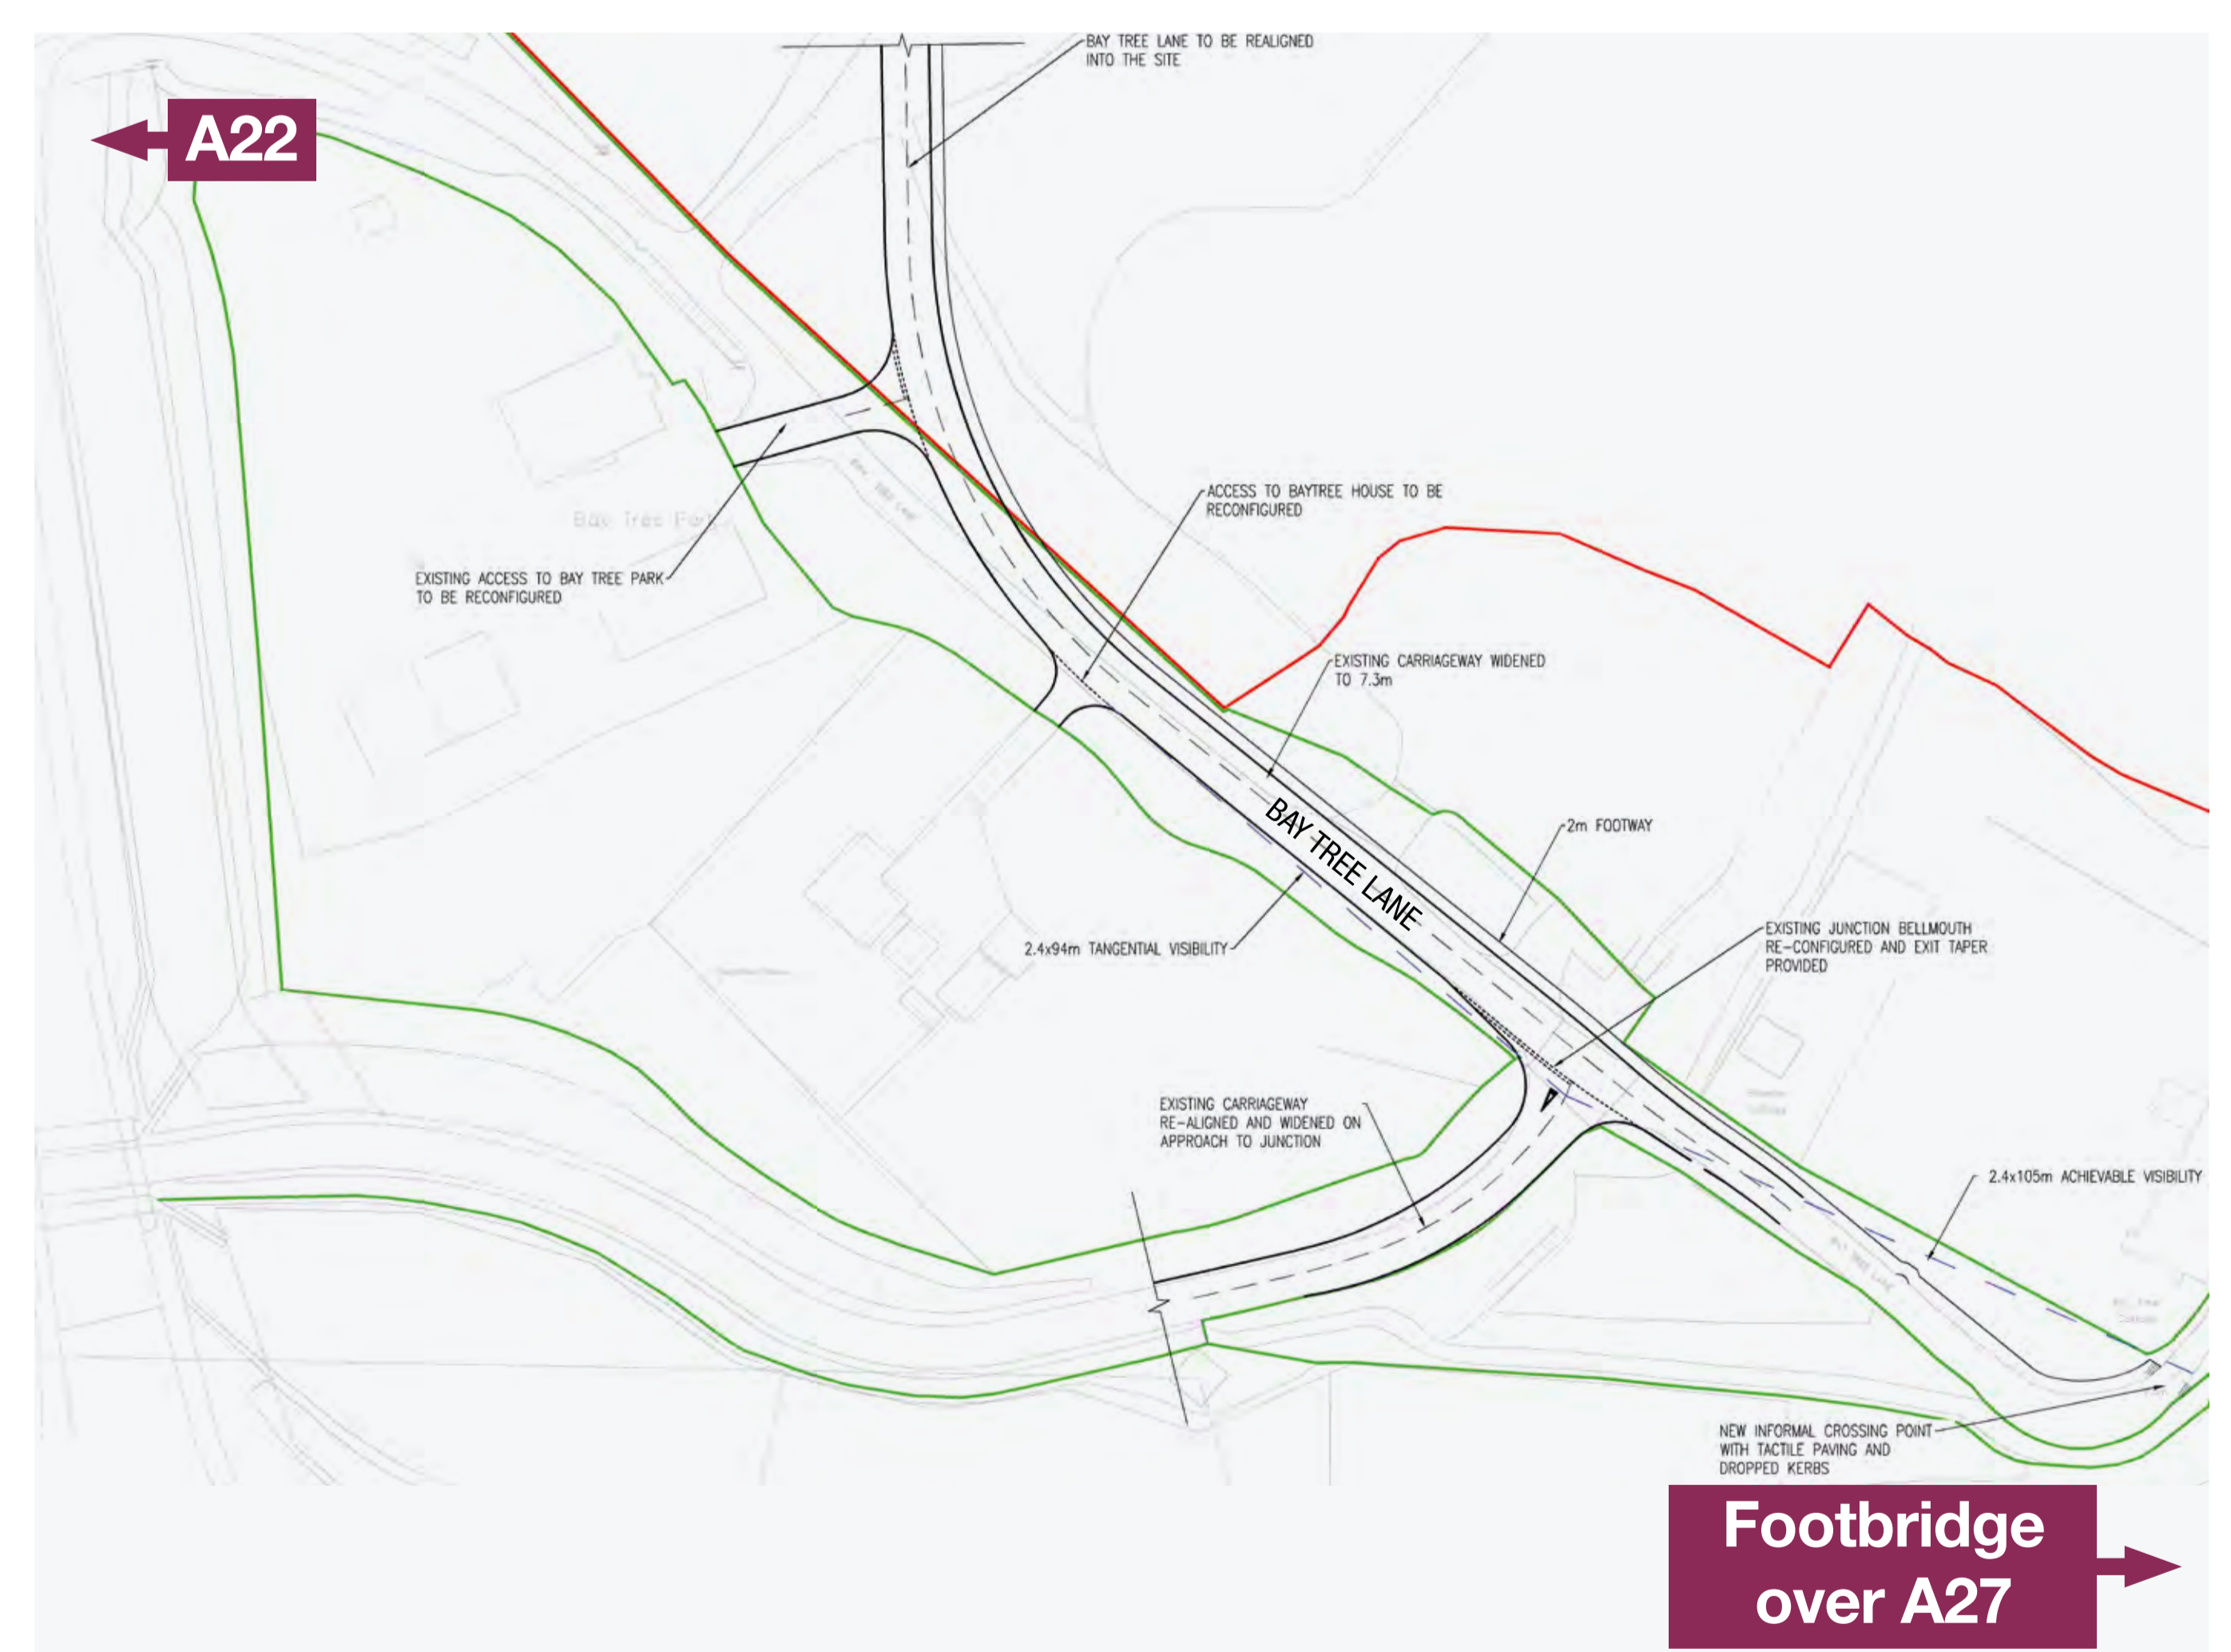 BAY TREE LANE TO BE REALIGNED
INTO THE SITE
A22
ACCESS TO BAYTREE HOUSE TO BE
RECONFIGURED
Bay Tree Park
EXISTING ACCESS TO BAY TREE PARK
TO BE RECONFIGURED
EXISTING CARRIAGEWAY WIDENED
TO 7.3m
BAY TREE LANE
2m FOOTWAY
2.4x94m TANGENTIAL VISIBILITY
EXISTING JUNCTION BELLMOUTH
RE-CONFIGURED AND EXIT TAPER
PROVIDED
EXISTING CARRIAGEWAY
RE-ALIGNED AND WIDENED ON
APPROACH TO JUNCTION
2.4x105m ACHIEVABLE VISIBILITY
NEW INFORMAL CROSSING POINT
WITH TACTILE PAVING AND
DROPPED KERBS
Footbridge
over A27